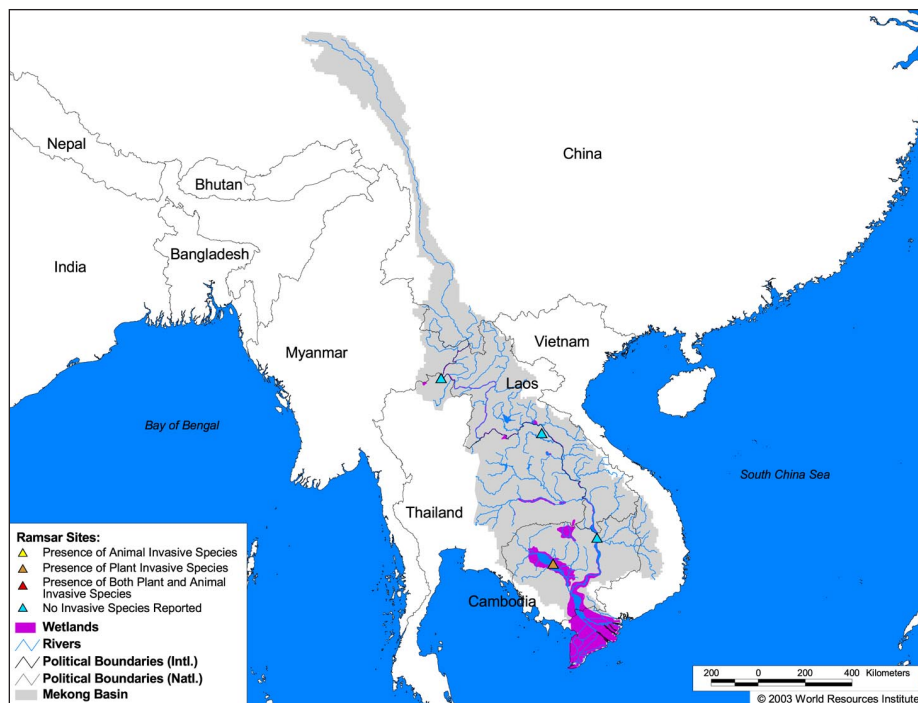 Nepal
China
Bhutan
Bangladesh
India
Vietnam
Myanmar
Laos
Bay of Bengal
South China Sea
Thailand
Cambodia
Ramsar Sites:
Presence of Animal Invasive Species
Presence of Plant Invasive Species
Presence of Both Plant and Animal
Invasive Species
No Invasive Species Reported
Wetlands
Rivers
Political Boundaries (Intl.)
Political Boundaries (Natl.)
Mekong Basin
200 0 200 400 Kilometers
© 2003 World Resources Institute